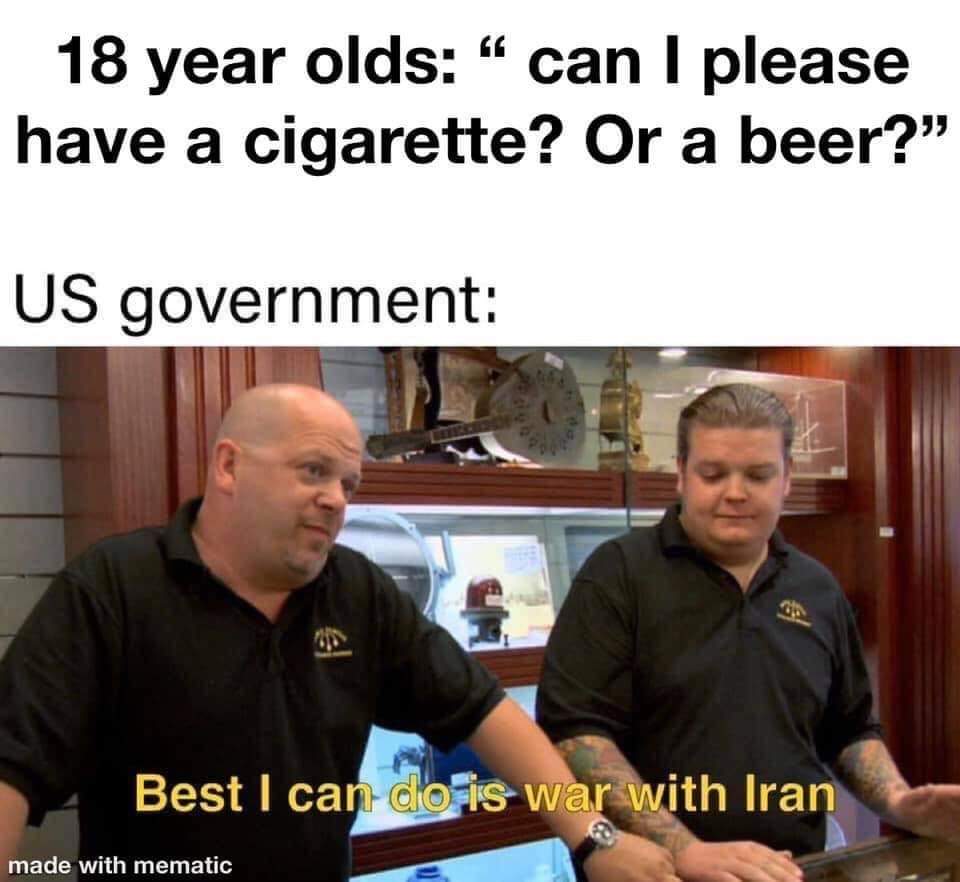 18 year olds: “ can I please
have a cigarette? Or a beer?”
US government:
Best I can do is war with Iran
made with mematic